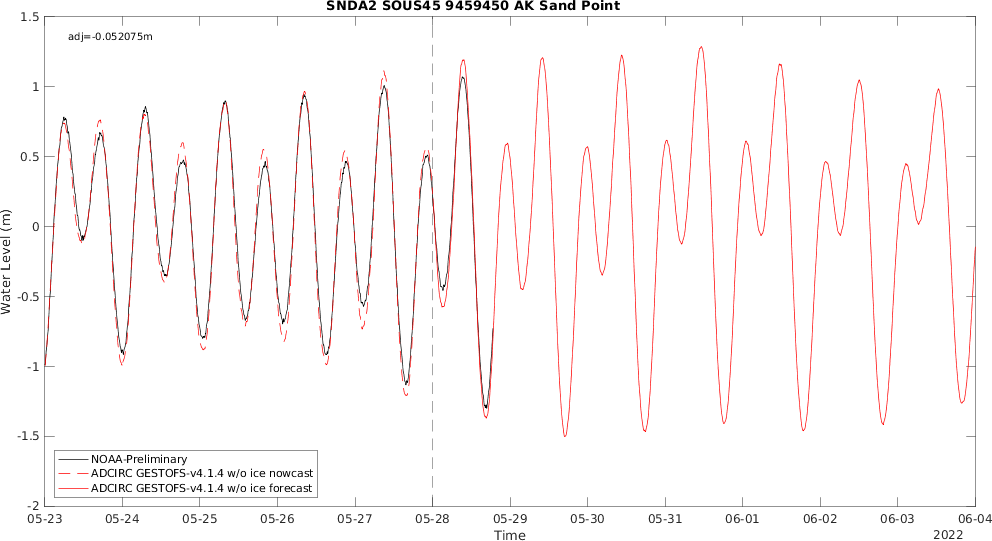 SNDA2 SOUS45 9459450 AK Sand Point
adj=-0.052075m
Water Level (m)
1.5
1
0.5
0
-0.5
-1
-1.5
-2
NOAA-Preliminary
ADCIRC GESTOFS-v4.1.4 w/o ice nowcast
ADCIRC GESTOFS-v4.1.4 w/o ice forecast
05-23 05-24 05-25 05-26 05-27 05-28 05-29 05-30 05-31 06-01 06-02 06-03 06-04
Time
2022